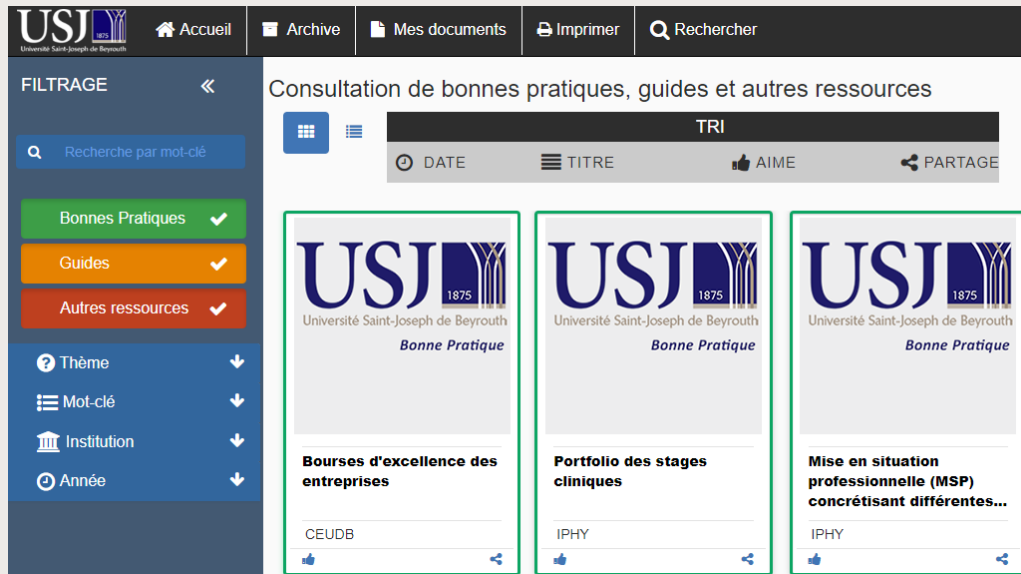 USJ
1875
Université Saint-Joseph de Beyrouth
Accueil
Archive
Mes documents
Imprimer
Rechercher
FILTRAGE
Recherche par mot-clé
Bonnes Pratiques
Guides
Autres ressources
Thème
Mot-clé
Institution
Année
Consultation de bonnes pratiques, guides et autres ressources
TRI
DATE
TITRE
AIME
PARTAGE
USJ
1875
Université Saint-Joseph de Beyrouth
Bonne Pratique
Bourses d'excellence des
entreprises
CEUDB
USJ
1875
Université Saint-Joseph de Beyrouth
Bonne Pratique
Portfolio des stages
cliniques
IPHY
USJ
1875
Université Saint-Joseph de Beyrouth
Bonne Pratique
Mise en situation
professionnelle (MSP)
concrétisant différentes...
IPHY